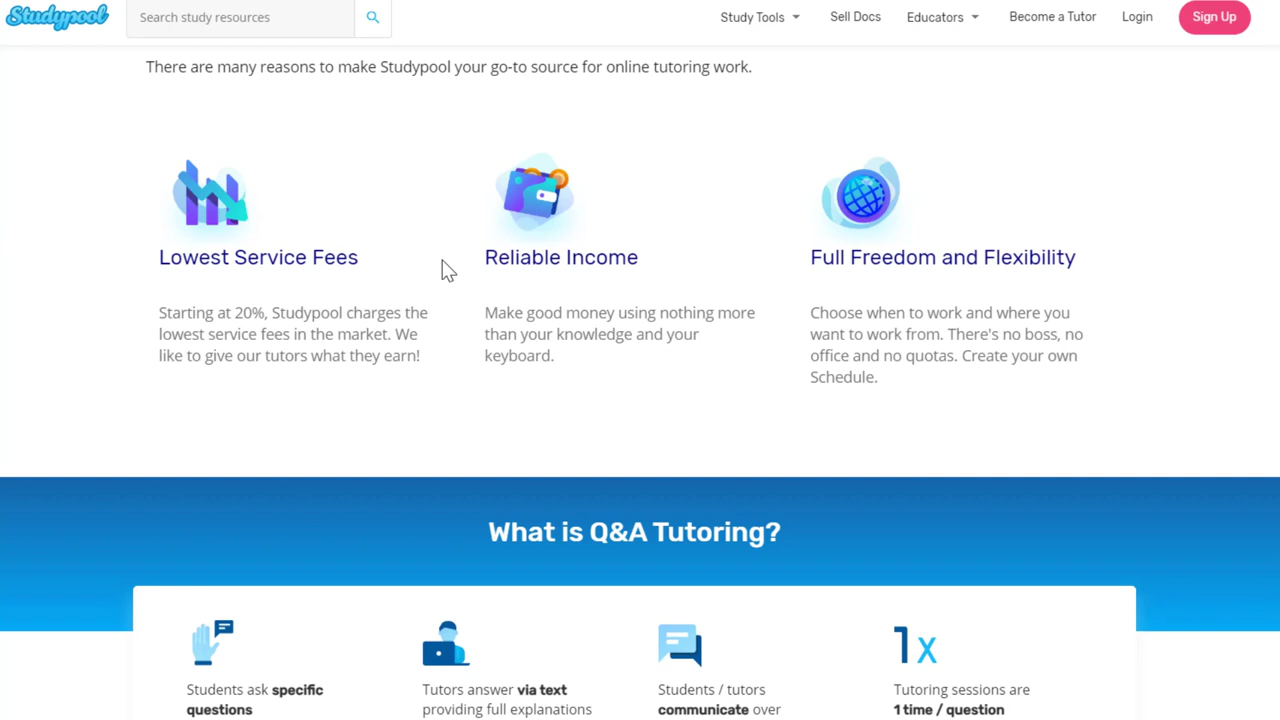 Studypool
Search study resources
Study Tools
Sell Docs
Educators
Become a Tutor
Login
Sign Up
There are many reasons to make Studypool your go-to source for online tutoring work.
Lowest Service Fees
Starting at 20%, Studypool charges the
lowest service fees in the market. We
like to give our tutors what they earn!
Reliable Income
Make good money using nothing more
than your knowledge and your
keyboard.
Full Freedom and Flexibility
Choose when to work and where you
want to work from. There's no boss, no
office and no quotas. Create your own
Schedule.
What is Q&A Tutoring?
Students ask specific
questions
Tutors answer via text
providing full explanations
Students / tutors
communicate over
1x
Tutoring sessions are
1 time / question